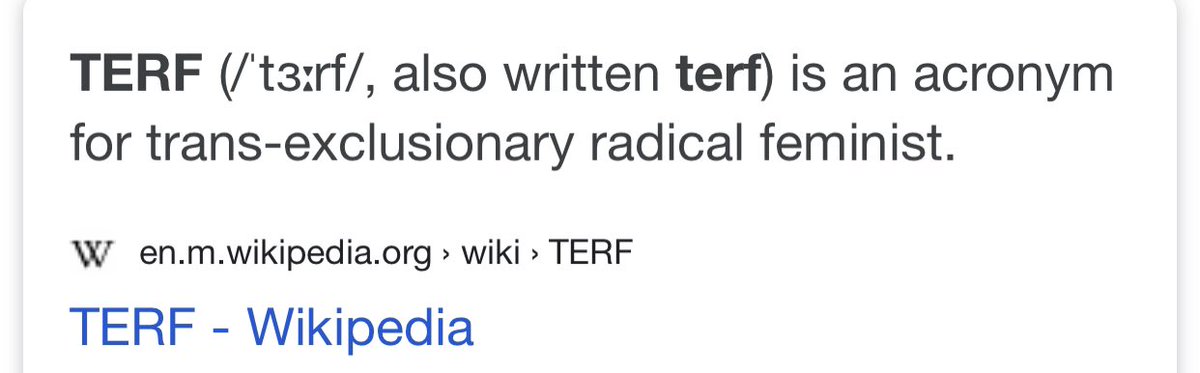 TERF (/ˈtɜːrf/, also written terf) is an acronym
for trans-exclusionary radical feminist.
W en.m.wikipedia.org › wiki › TERF
TERF - Wikipedia